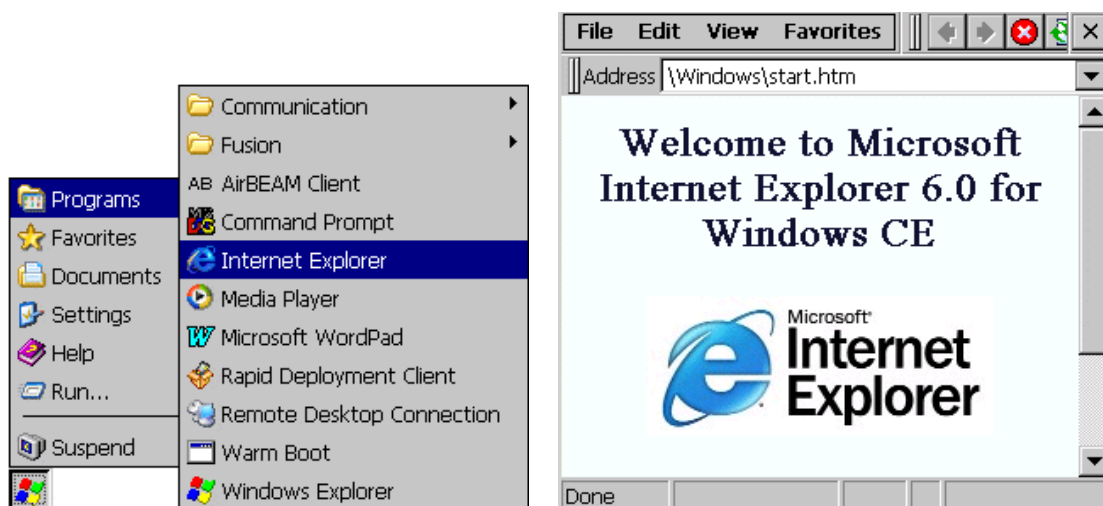 Programs
Favorites
Documents
Settings
Help
Run...
Suspend
Communication
Fusion
AB AirBEAM Client
Command Prompt
Internet Explorer
Media Player
Microsoft WordPad
Rapid Deployment Client
Remote Desktop Connection
Warm Boot
Windows Explorer
File Edit View Favorites
Address \Windows\start.htm
Welcome to Microsoft
Internet Explorer 6.0 for
Windows CE
Microsoft
Internet
Explorer
Done